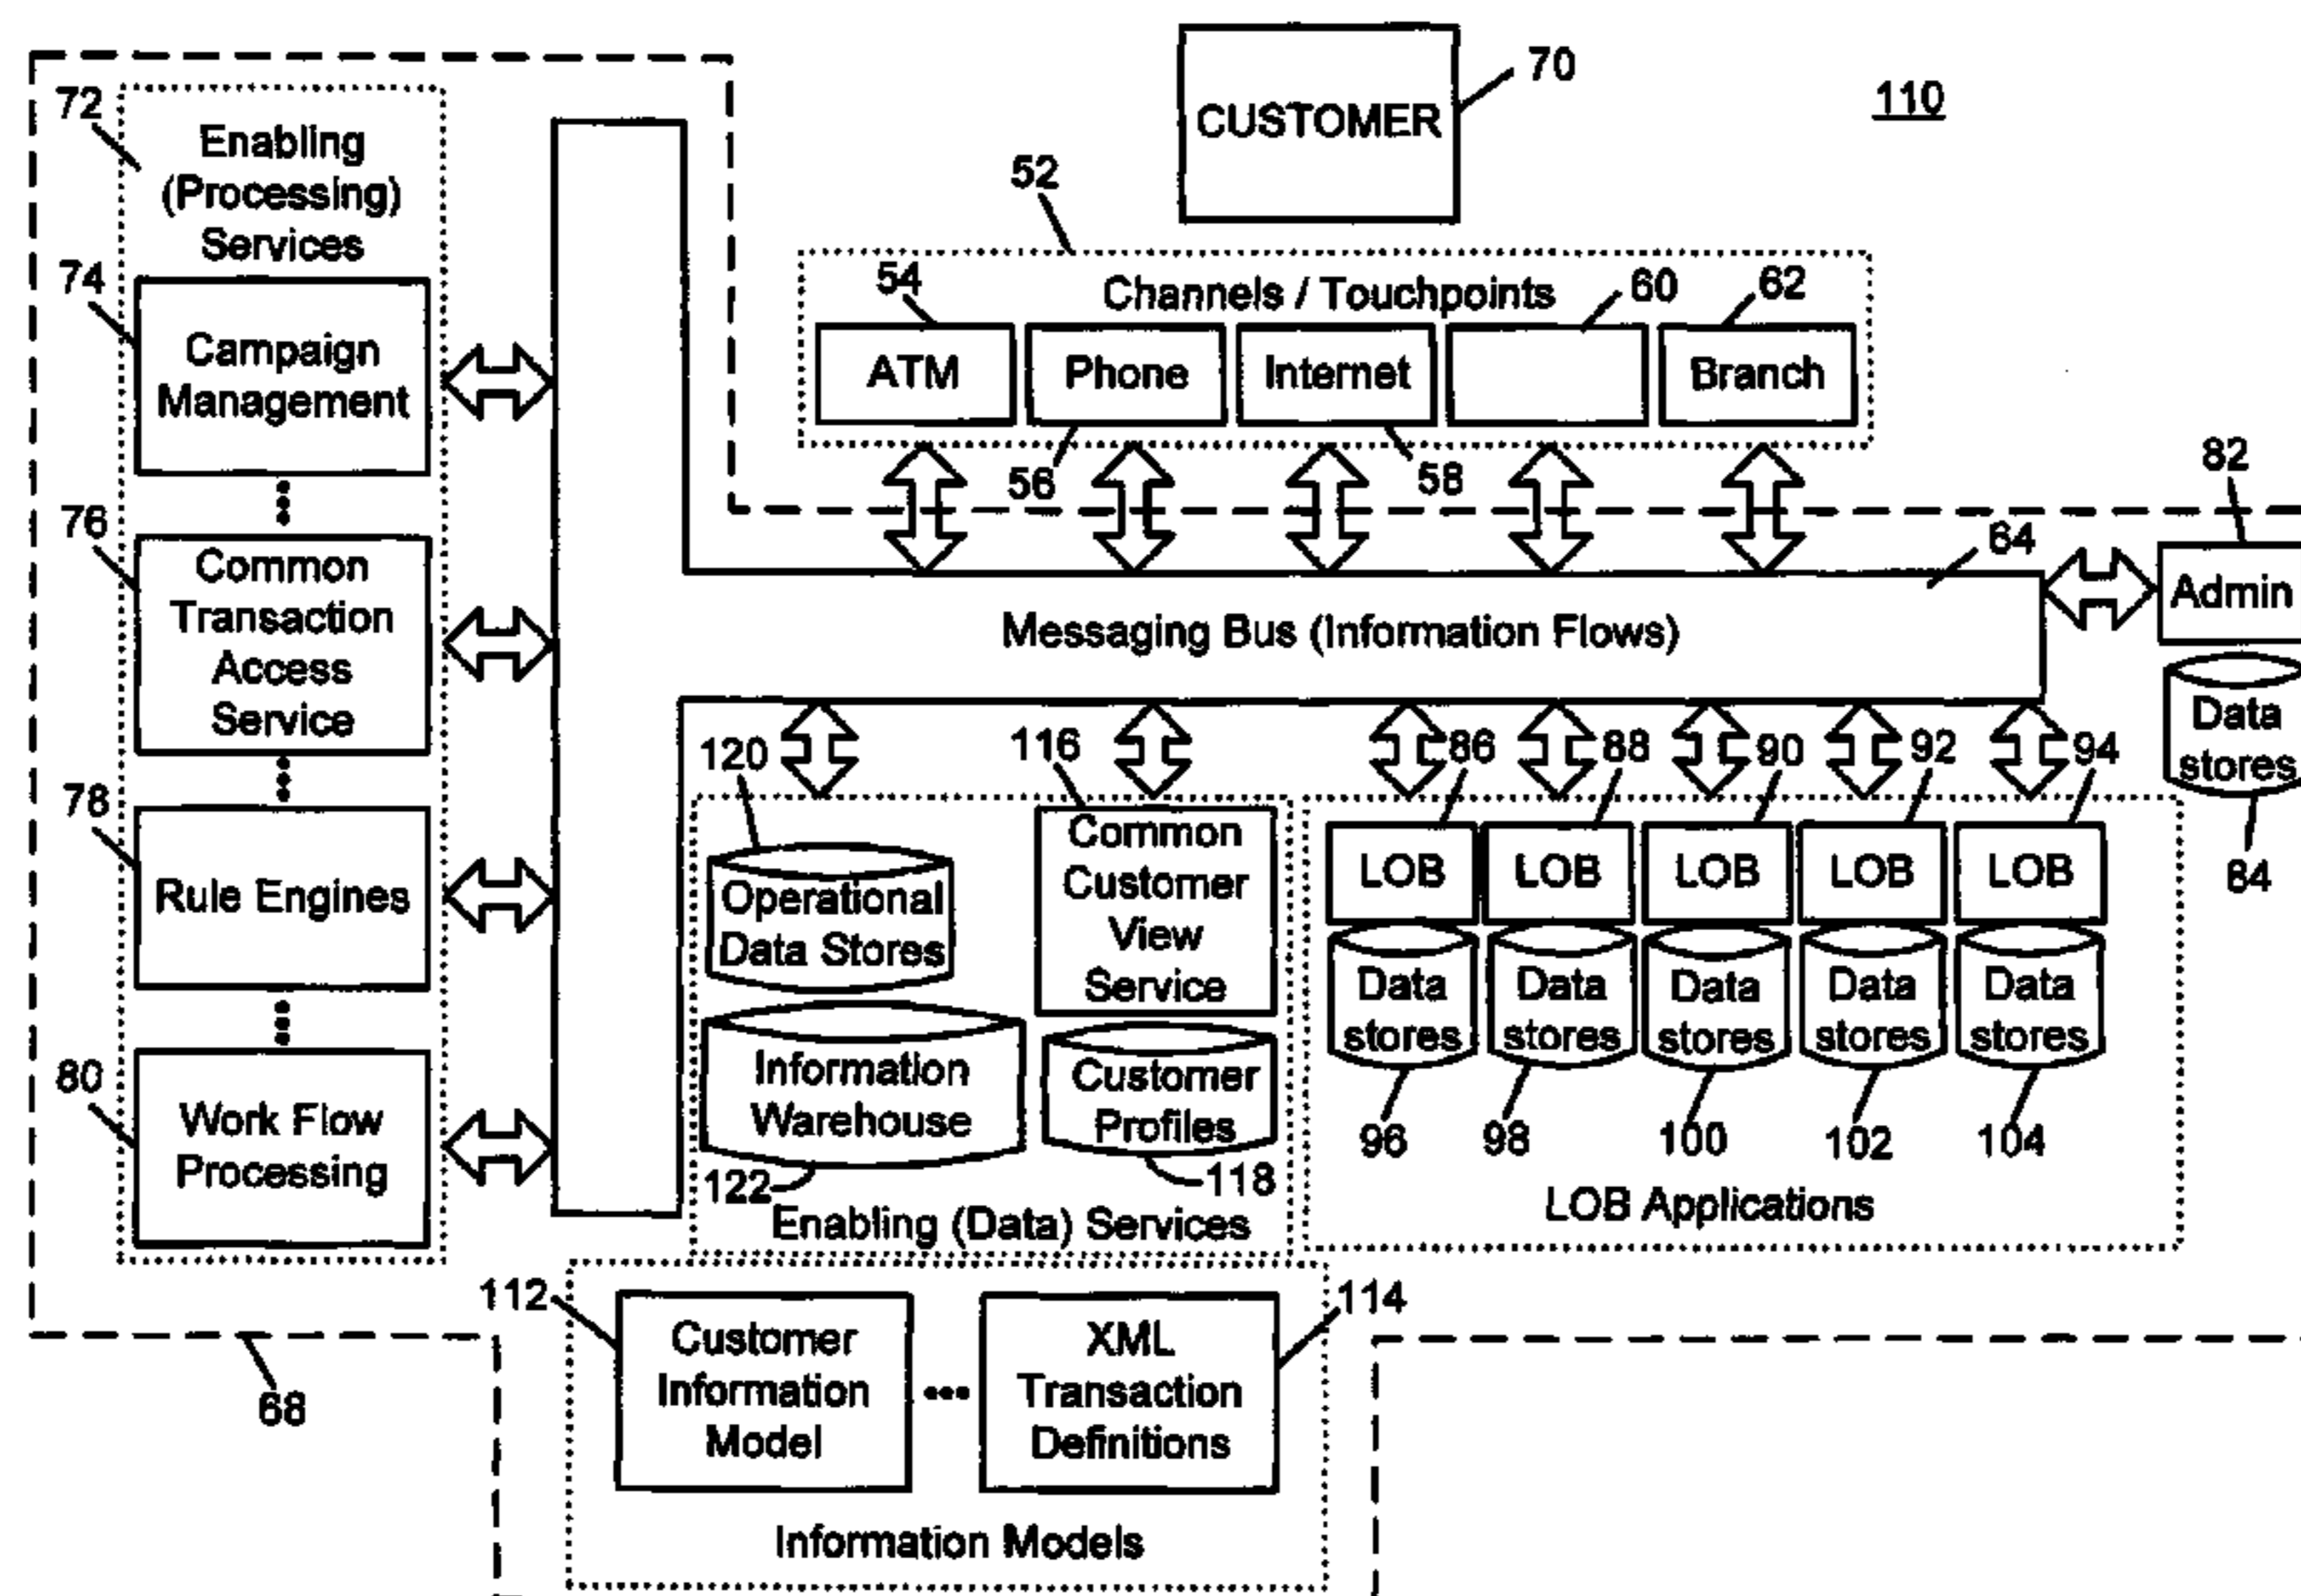 110
CUSTOMER
70
72
Enabling
(Processing)
Services
74
Campaign
Management
76
Common
Transaction
Access
Service
78
Rule Engines
80
Work Flow
Processing
68
52
Channels / Touchpoints
54
60
62
ATM
Phone
Internet
Branch
56
58
64
Messaging Bus (Information Flows)
82
Admin
Data
stores
84
120
Operational
Data Stores
116
Common
Customer
View
Service
Information
Warehouse
122
Customer
Profiles
118
Enabling (Data) Services
86
88
90
92
94
LOB
LOB
LOB
LOB
LOB
Data
stores
Data
stores
Data
stores
Data
stores
Data
stores
96
98
100
102
104
LOB Applications
112
Customer
Information
Model
114
XML
Transaction
Definitions
Information Models